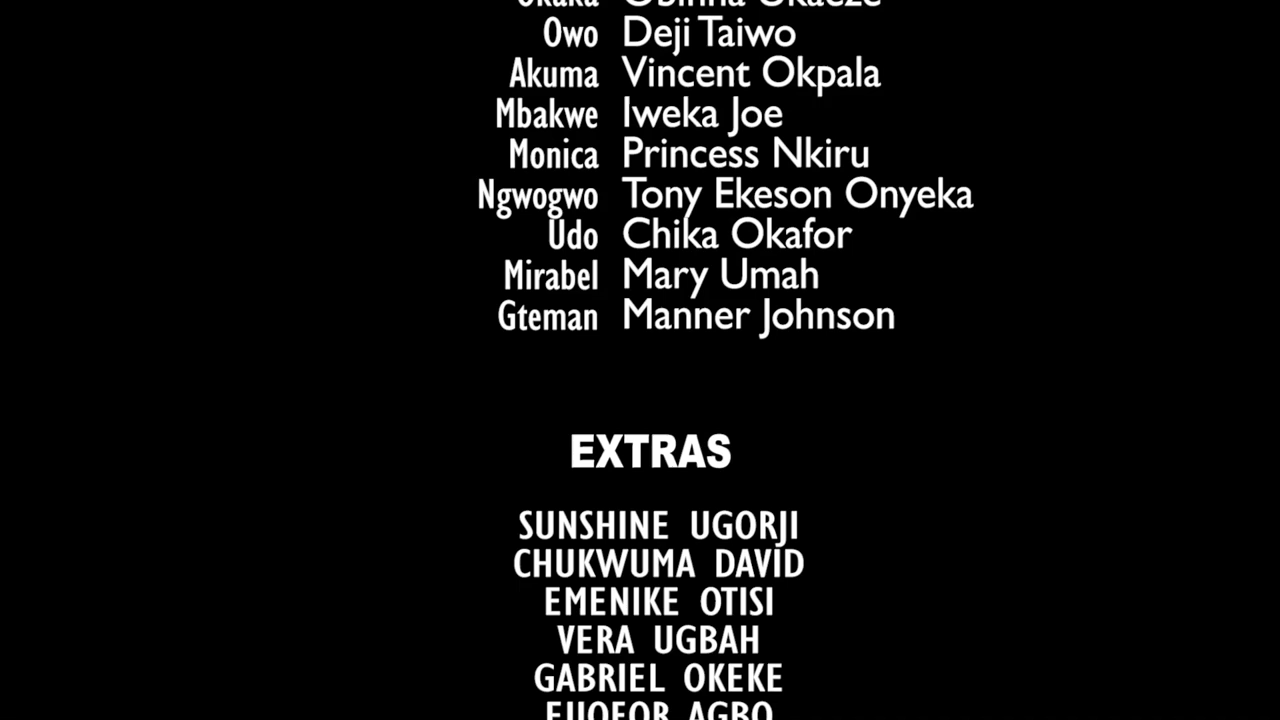 Owo Deji Taiwo
Akuma Vincent Okpala
Mbakwe Iweka Joe
Monica Princess Nkiru
Ngwogwo Tony Ekeson Onyeka
Udo Chika Okafor
Mirabel Mary Umah
Gteman Manner Johnson
EXTRAS
SUNSHINE UGORJI
CHUKWUMA DAVID
EMENIKE OTISI
VERA UGBAH
GABRIEL OKEKE